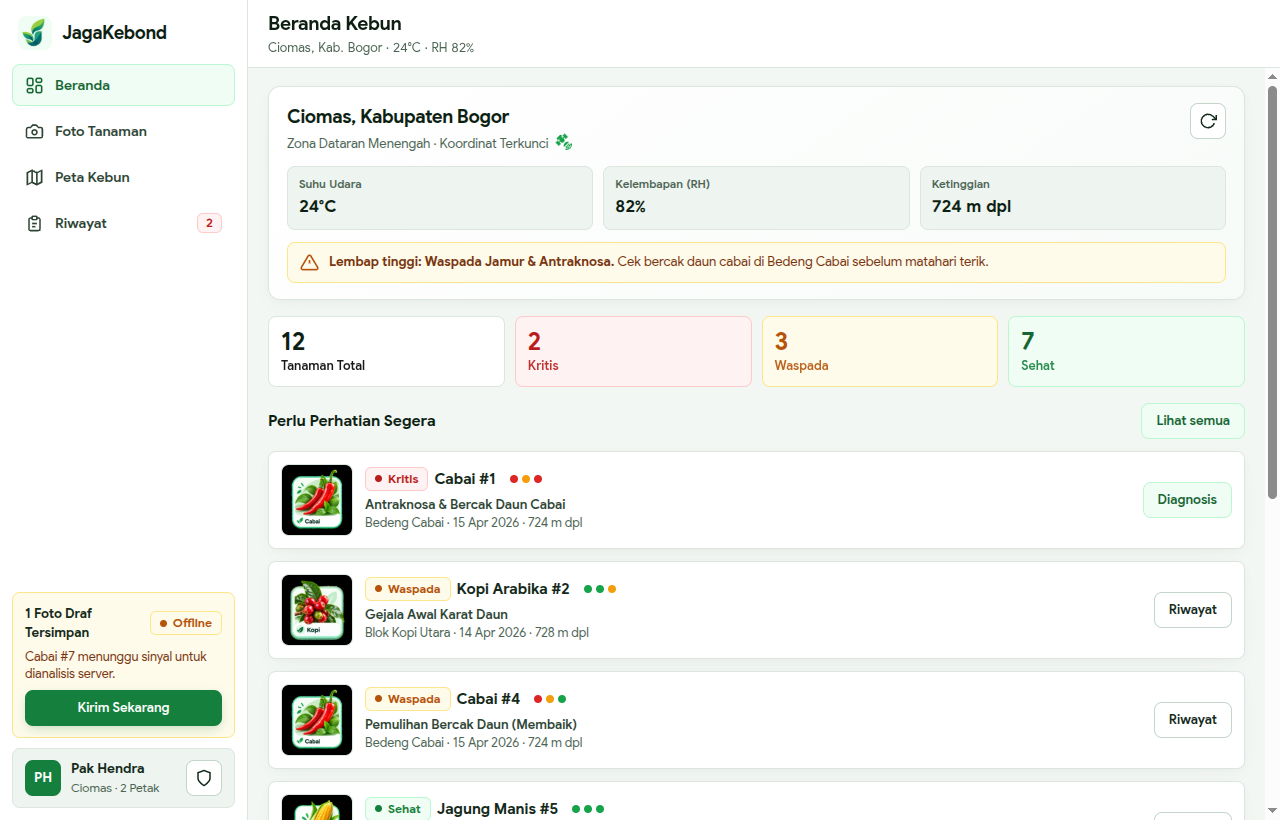 JagaKebond
Beranda
Foto Tanaman
Peta Kebun
Riwayat
2
1 Foto Draf
Tersimpan
Offline
Cabai #7 menunggu sinyal untuk
dianalisis server.
Kirim Sekarang
PH
Pak Hendra
Ciomas · 2 Petak
Beranda Kebun
Ciomas, Kab. Bogor · 24°C · RH 82%
Ciomas, Kabupaten Bogor
Zona Dataran Menengah · Koordinat Terkunci
Suhu Udara
24°C
Kelembapan (RH)
82%
Ketinggian
724 m dpl
Lembap tinggi: Waspada Jamur & Antraknosa. Cek bercak daun cabai di Bedeng Cabai sebelum matahari terik.
12
Tanaman Total
2
Kritis
3
Waspada
7
Sehat
Perlu Perhatian Segera
Lihat semua
Cabai
Kritis
Cabai #1
Antraknosa & Bercak Daun Cabai
Bedeng Cabai · 15 Apr 2026 · 724 m dpl
Diagnosis
Kopi
Waspada
Kopi Arabika #2
Gejala Awal Karat Daun
Blok Kopi Utara · 14 Apr 2026 · 728 m dpl
Riwayat
Cabai
Waspada
Cabai #4
Pemulihan Bercak Daun (Membaik)
Bedeng Cabai · 15 Apr 2026 · 724 m dpl
Riwayat
Sehat
Jagung Manis #5